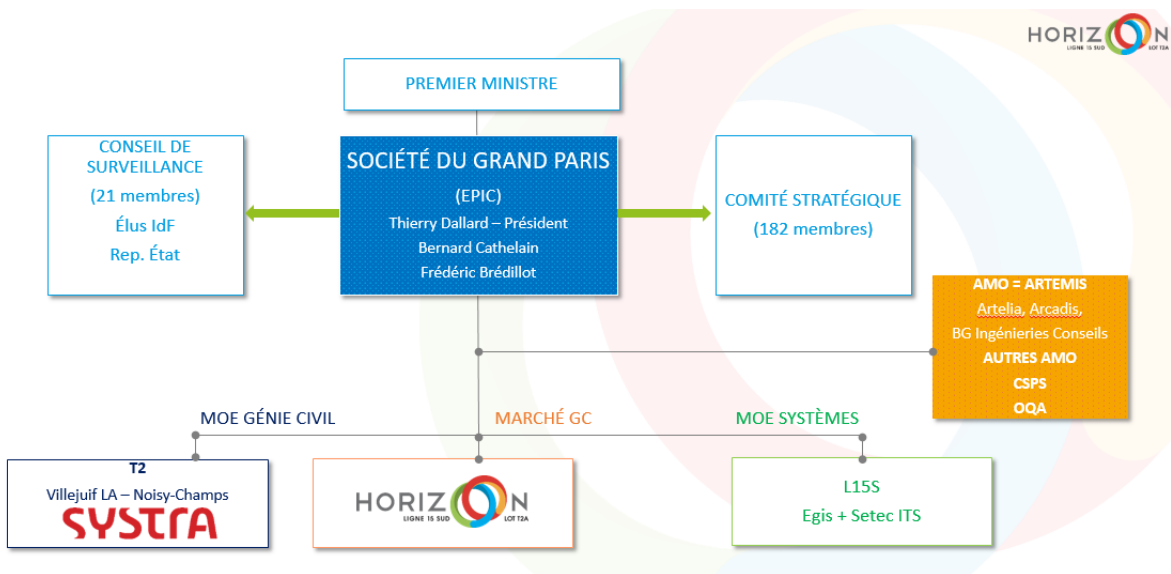 HORIZON
LIGNE 15 SUD LOT T2A
PREMIER MINISTRE
CONSEIL DE
SURVEILLANCE
(21 membres)
Élus IdF
Rep. État
SOCIÉTÉ DU GRAND PARIS
(EPIC)
Thierry Dallard – Président
Bernard Cathelain
Frédéric Brédillot
COMITÉ STRATÉGIQUE
(182 membres)
AMO = ARTEMIS
Artelia, Arcadis,
BG Ingénieries Conseils
AUTRES AMO
CSPS
OQA
MOE GÉNIE CIVIL
MARCHÉ GC
MOE SYSTÈMES
T2
Villejuif LA – Noisy-Champs
SYSTRA
HORIZON
LIGNE 15 SUD LOT T2A
L15S
Egis + Setec ITS